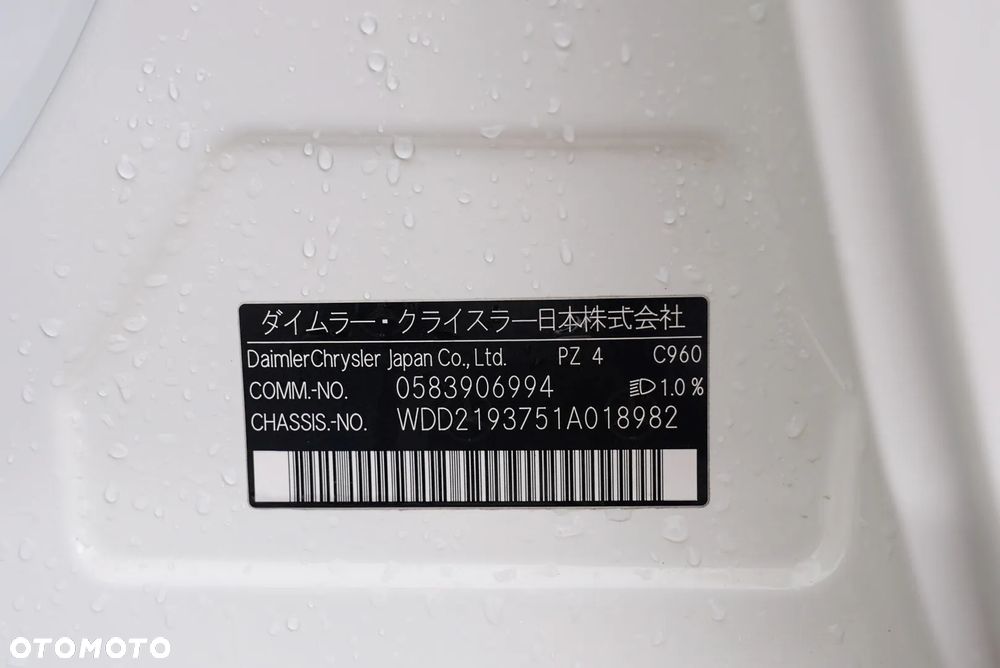 ダイムラー・クライスラー日本株式会社
DaimlerChrysler Japan Co., Ltd. PZ 4 C960
COMM.-NO. 0583906994 1.0 %
CHASSIS.-NO. WDD2193751A018982
OTOMOTO